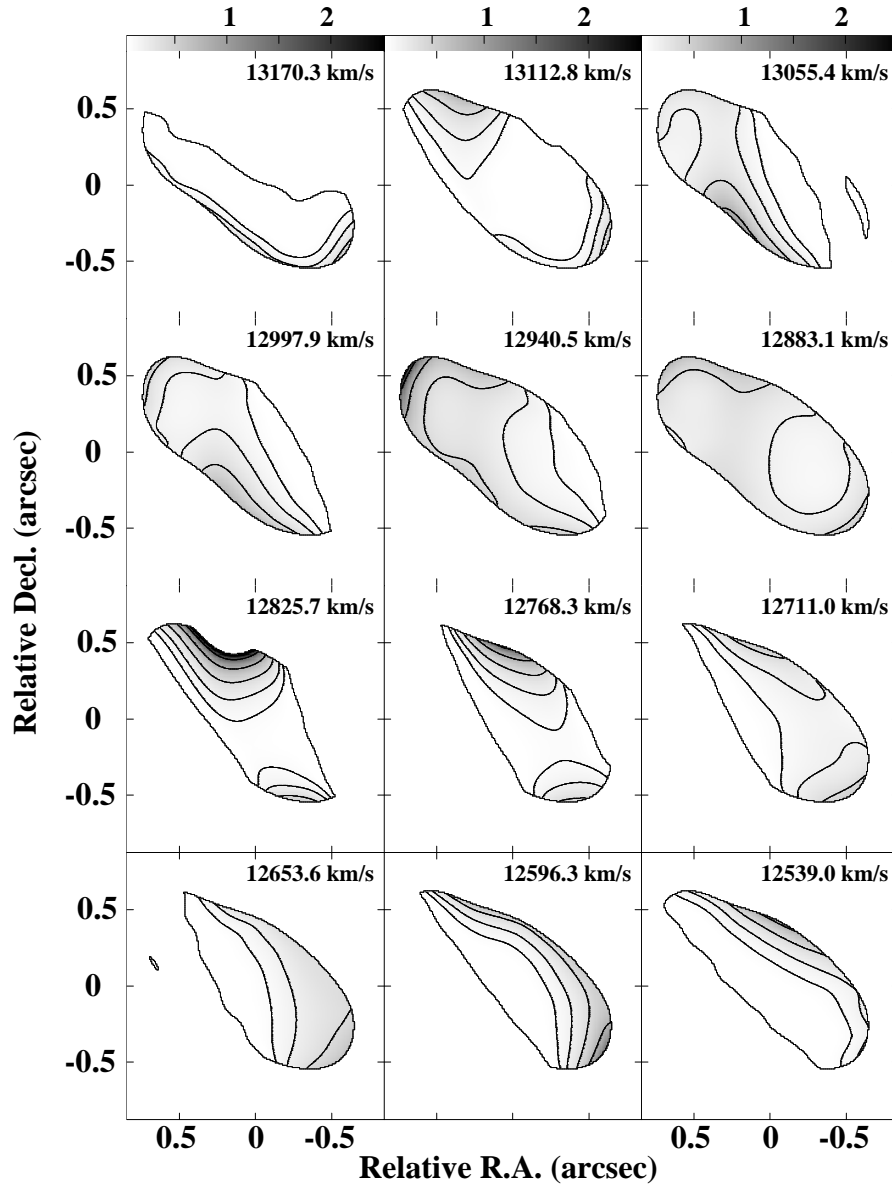 1 2 1 2 1 2
13170.3 km/s 13112.8 km/s 13055.4 km/s
0.5
0
-0.5
12997.9 km/s 12940.5 km/s 12883.1 km/s
0.5
0
-0.5
12825.7 km/s 12768.3 km/s 12711.0 km/s
0.5
0
-0.5
12653.6 km/s 12596.3 km/s 12539.0 km/s
0.5
0
-0.5
0.5 0 -0.5 0.5 0 -0.5
Relative Decl. (arcsec)
Relative R.A. (arcsec)